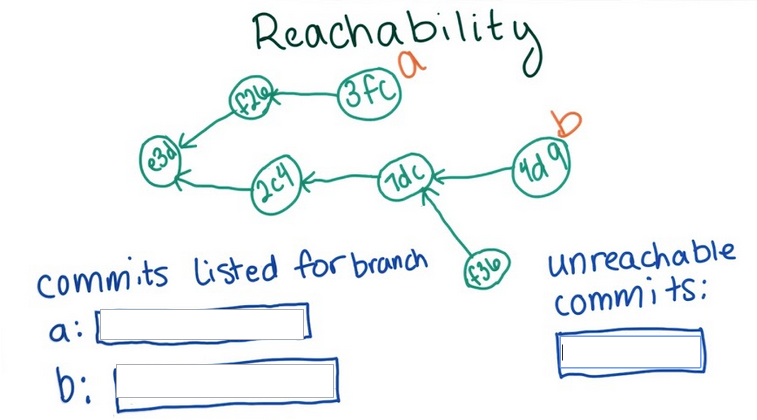 Reachability
a
f26
3fc
b
e3d
2c4
7dc
4d9
f36
commits listed for branch
a:
b:
unreachable
commits: